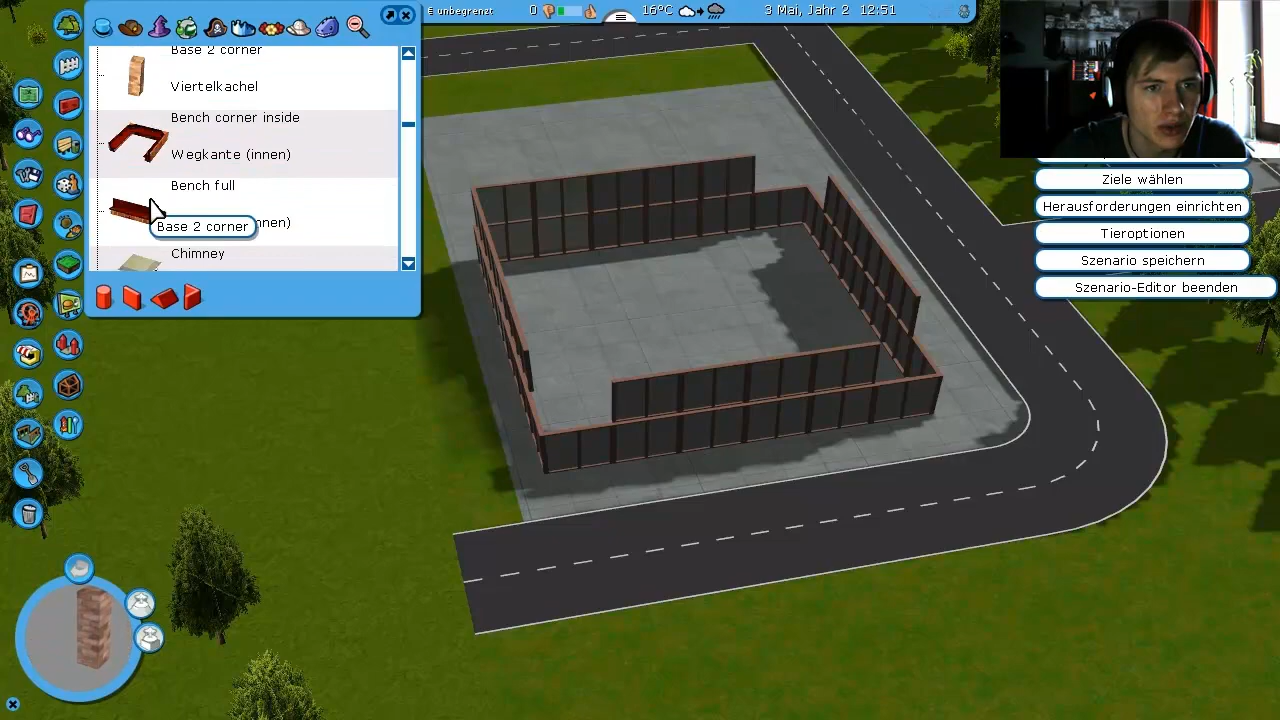 € unbegrenzt
0
16°C
3 Mai, Jahr 2 12:51
Base 2 corner
Viertelkachel
Bench corner inside
Wegkante (innen)
Bench full
nnen)
Base 2 corner
Chimney
Ziele wählen
Herausforderungen einrichten
Tieroptionen
Szenario speichern
Szenario-Editor beenden